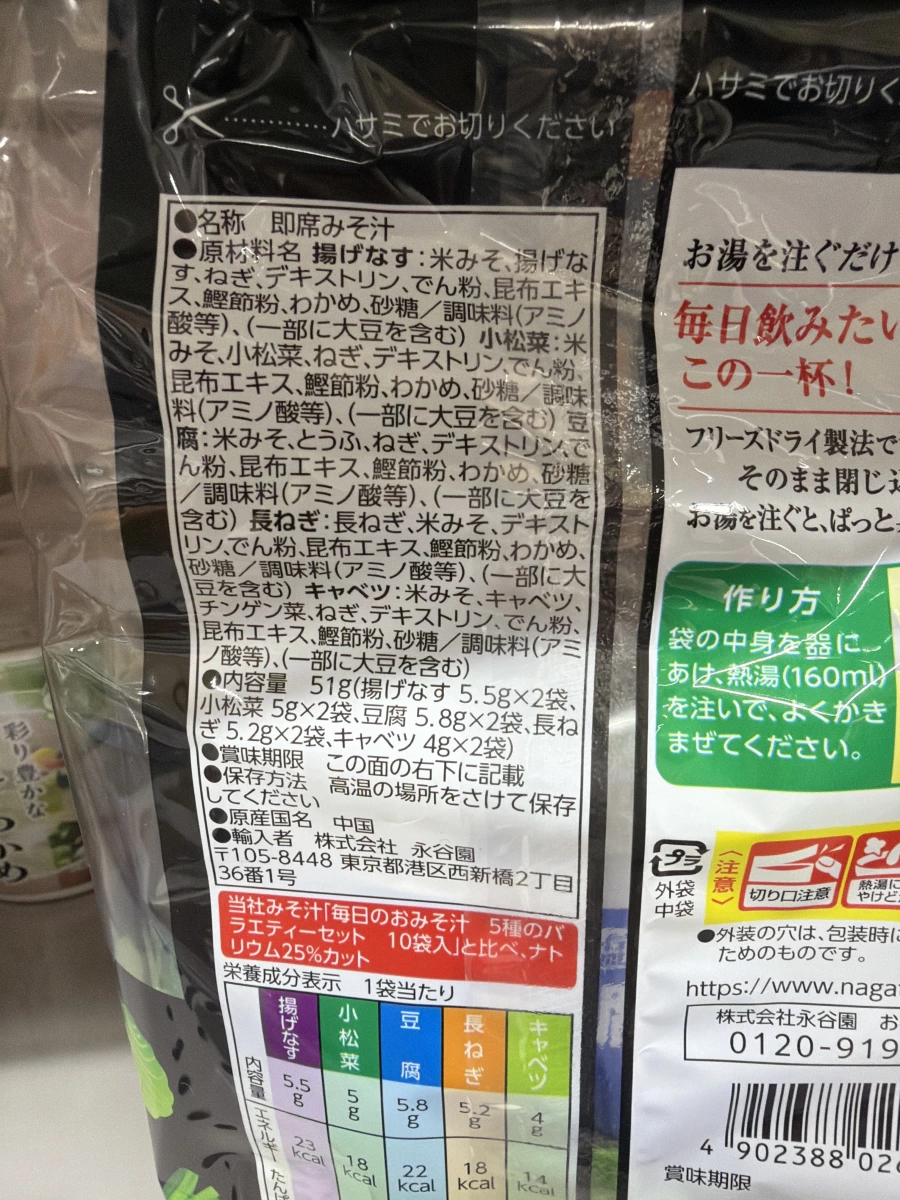 ハサミでお切りください
●名称 即席みそ汁
●原材料名 揚げなす:米みそ、揚げな
す、ねぎ、デキストリン、でん粉、昆布エキ
ス、鰹節粉、わかめ、砂糖／調味料(アミノ
酸等)、(一部に大豆を含む) 小松菜:米
みそ、小松菜、ねぎ、デキストリン、でん粉、
昆布エキス、鰹節粉、わかめ、砂糖／調味
料(アミノ酸等)、(一部に大豆を含む) 豆
腐:米みそ、とうふ、ねぎ、デキストリン、で
ん粉、昆布エキス、鰹節粉、わかめ、砂糖
／調味料(アミノ酸等)、(一部に大豆を
含む) 長ねぎ:長ねぎ、米みそ、デキスト
リン、でん粉、昆布エキス、鰹節粉、わかめ、
砂糖／調味料(アミノ酸等)、(一部に大
豆を含む) キャベツ:米みそ、キャベツ、
チンゲン菜、ねぎ、デキストリン、でん粉、
昆布エキス、鰹節粉、砂糖／調味料(アミ
ノ酸等)、(一部に大豆を含む)
●内容量 51g(揚げなす 5.5g×2袋、
小松菜 5g×2袋、豆腐 5.8g×2袋、長ね
ぎ 5.2g×2袋、キャベツ 4g×2袋)
●賞味期限 この面の右下に記載
●保存方法 高温の場所をさけて保存
してください
●原産国名 中国
●輸入者 株式会社 永谷園
〒105-8448 東京都港区西新橋2丁目
36番1号
当社みそ汁「毎日のおみそ汁 5種のバ
ラエティーセット 10袋入」と比べ、ナト
リウム25%カット
栄養成分表示 1袋当たり
揚げなす 小松菜 豆腐 長ねぎ キャベツ
内容量 5.5g 5g 5.8g 5.2g 4g
エネルギー 23kcal 18kcal 22kcal 18kcal 14kcal
たんぱ
ハサミでお切りく
お湯を注ぐだけ
毎日飲みたい
この一杯!
フリーズドライ製法で
そのまま閉じ込
お湯を注ぐと、ぱっと
作り方
袋の中身を器に
あけ、熱湯(160ml)
を注いで、よくかき
まぜてください。
プラ
外袋
中袋
〈注意〉
切り口注意
熱湯に
やけど
●外装の穴は、包装時に
ためのものです。
https://www.naga
株式会社永谷園 お
0120-919
4 902388 02
賞味期限
彩り豊かな
かめ